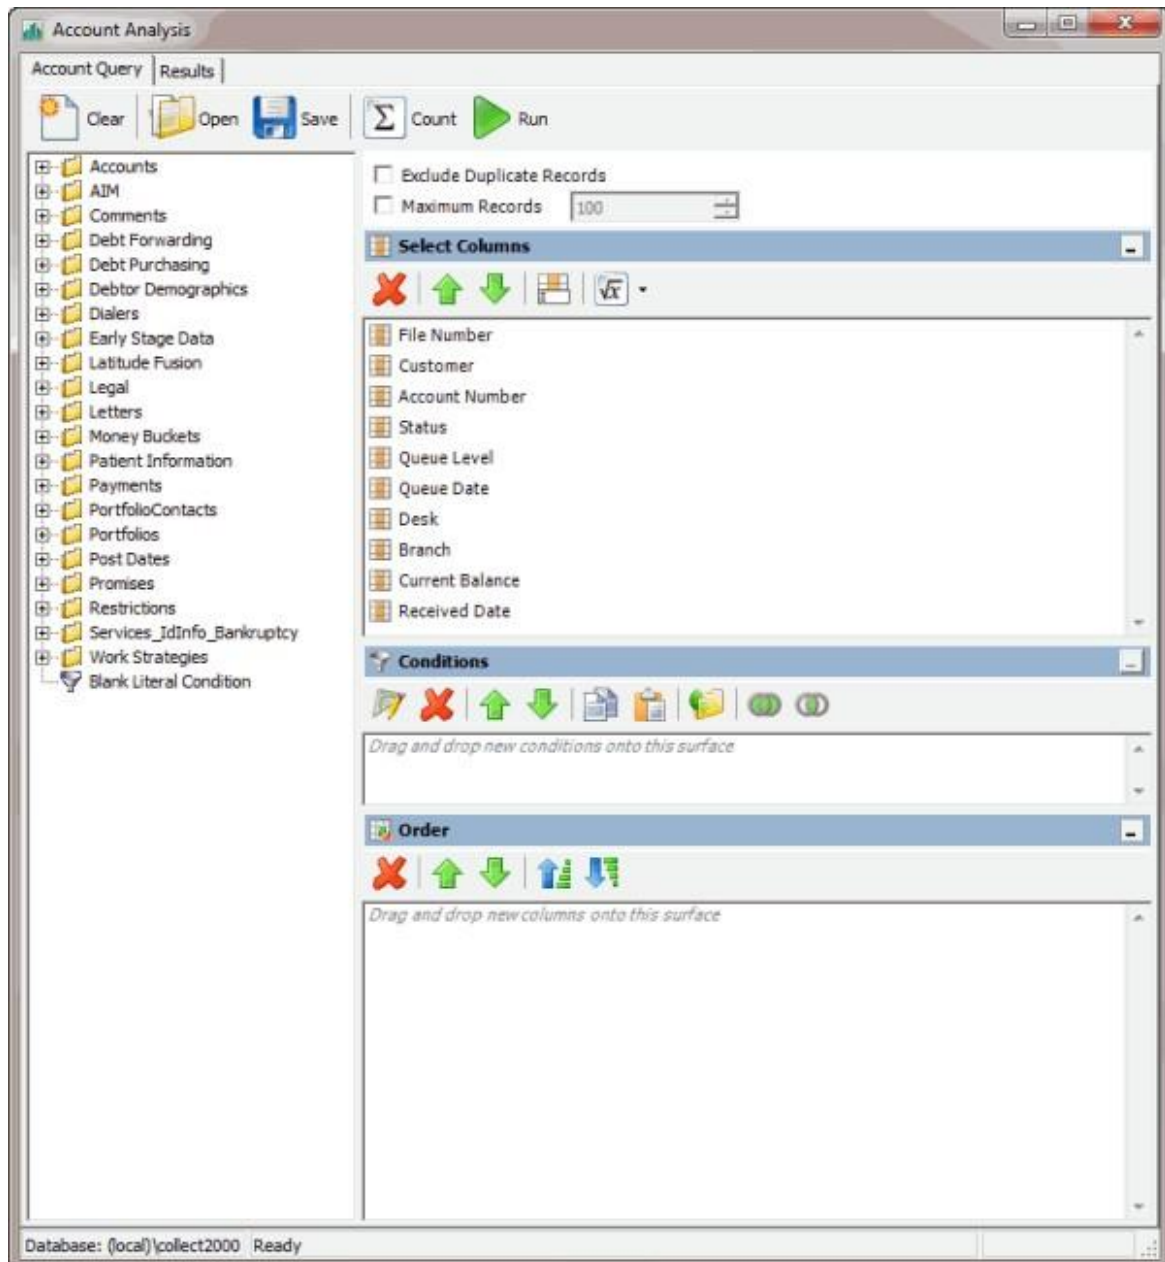 Account Analysis
Account Query Results
Clear Open Save Σ Count Run
Accounts
AIM
Comments
Debt Forwarding
Debt Purchasing
Debtor Demographics
Dialers
Early Stage Data
Latitude Fusion
Legal
Letters
Money Buckets
Patient Information
Payments
PortfolioContacts
Portfolios
Post Dates
Promises
Restrictions
Services_IdInfo_Bankruptcy
Work Strategies
Blank Literal Condition
Exclude Duplicate Records
Maximum Records 100
Select Columns
√x
File Number
Customer
Account Number
Status
Queue Level
Queue Date
Desk
Branch
Current Balance
Received Date
Conditions
Drag and drop new conditions onto this surface
Order
Drag and drop new columns onto this surface
Database: (local)\collect2000 Ready